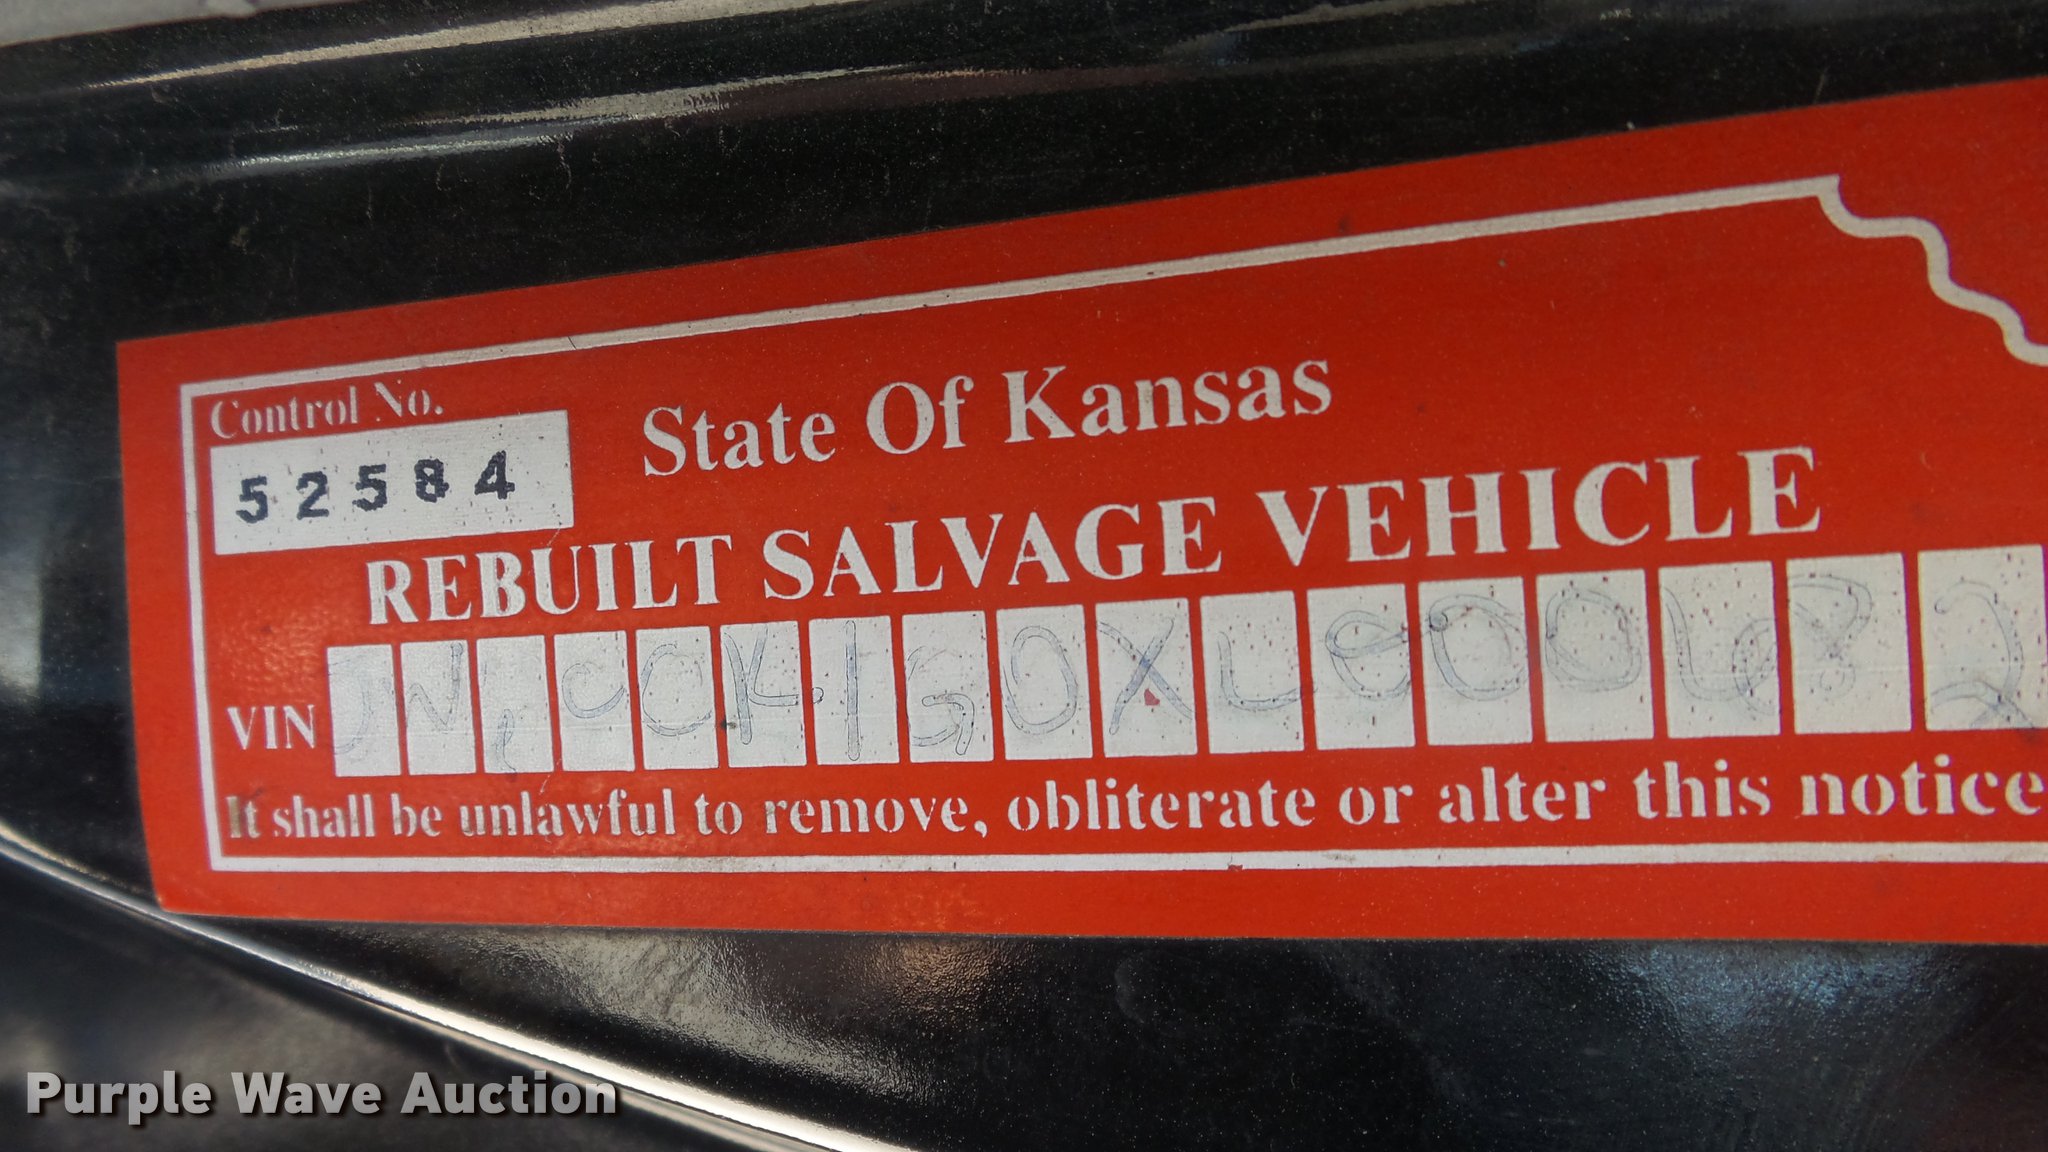 Control No.
52584
State Of Kansas
REBUILT SALVAGE VEHICLE
VIN
It shall be unlawful to remove, obliterate or alter this notice
Purple Wave Auction